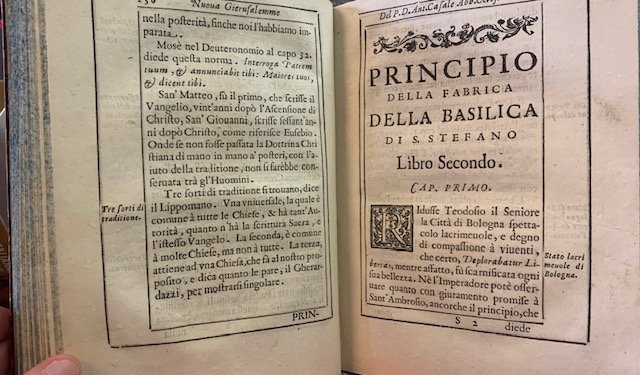 Nuoua Gierusalemme
nella posterità, finche noi l'habbiamo imparata.
Mosè nel Deuteronomio al capo 32.
diede questa norma. Interroga Patrem
tuum, & annunciabit tibi: Maiores tuos,
& dicent tibi.
San' Matteo, fù il primo, che scrisse il
Vangelio, vint'anni dopò l'Ascensione di
Christo, San' Giouanni, scrisse sessant'an-
ni dopò Christo, come riferisce Eusebio.
Onde se non fosse passata la Dottrina Chri
stiana di mano in mano a' posteri, con l'a-
iuto della traditione, non si sarebbe con-
seruata trà gl'Huomini.
Tre sorti di traditione si trouano, dice
il Lippomano. Vna vniuersale, la quale è
comune à tutte le Chiese, & hà tant'Au-
torità, quanto n'hà la scrittura Sacra, e
l'istesso Vangelo. La seconda, è comune
à molte Chiese, ma non à tutte. La terza,
attiene ad vna Chiesa, che fà al nostro pro-
posito, e dica quanto le pare, il Gherar-
dazzi, per mostrarsi singolare.
PRIN-
Tre sorti di
traditione.
Del P. D. Ant. Casale Abb.
PRINCIPIO
DELLA FABRICA
DELLA BASILICA
DI S. STEFANO
Libro Secondo.
CAP. PRIMO.
RIdusse Teodosio il Seniore
la Città di Bologna spetta-
colo lacrimeuole, e degno
di compassione à viuenti,
che certo, Deplorabatur Li-
bertas, mentre affatto, fù scarnificata ogni
sua bellezza. Nè l'Imperadore potè osser-
uare quanto con giuramento promise à
Sant'Ambrosio, ancorche il principio, che
S 2
diede
Stato lacri
meuole di
Bologna.